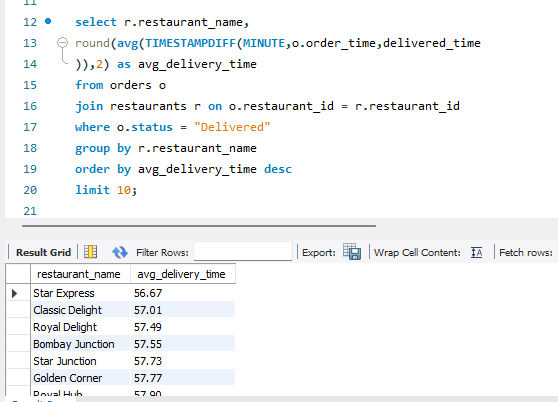 12 select r.restaurant_name,
13 round(avg(TIMESTAMPDIFF(MINUTE,o.order_time,delivered_time
14 )),2) as avg_delivery_time
15 from orders o
16 join restaurants r on o.restaurant_id = r.restaurant_id
17 where o.status = "Delivered"
18 group by r.restaurant_name
19 order by avg_delivery_time desc
20 limit 10;
21
Result Grid Filter Rows: Export: Wrap Cell Content: Fetch rows:
restaurant_name avg_delivery_time
Star Express 56.67
Classic Delight 57.01
Royal Delight 57.49
Bombay Junction 57.55
Star Junction 57.73
Golden Corner 57.77
Royal Hub 57.90